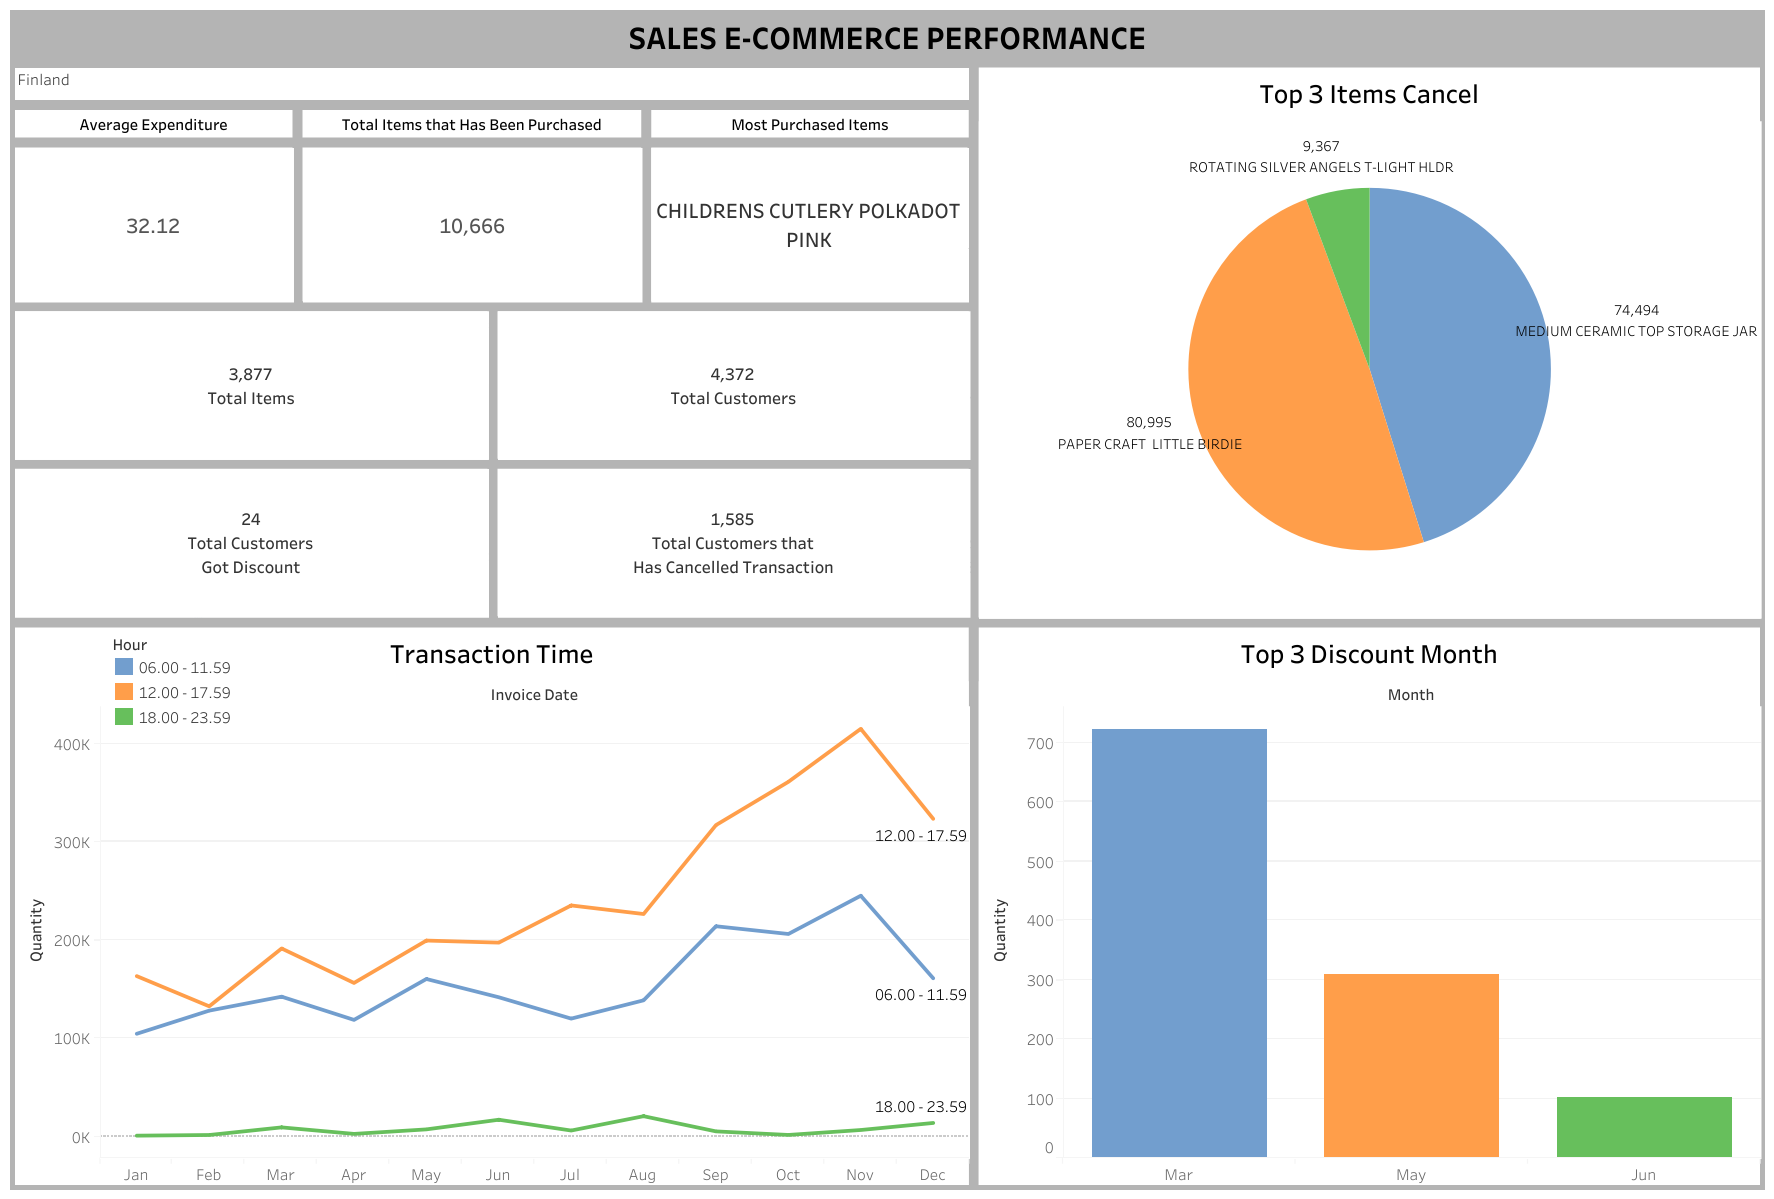 SALES E-COMMERCE PERFORMANCE
Finland
Average Expenditure
Total Items that Has Been Purchased
Most Purchased Items
32.12
10,666
CHILDRENS CUTLERY POLKADOT
PINK
3,877
Total Items
4,372
Total Customers
24
Total Customers
Got Discount
1,585
Total Customers that
Has Cancelled Transaction
Top 3 Items Cancel
9,367
ROTATING SILVER ANGELS T-LIGHT HLDR
74,494
MEDIUM CERAMIC TOP STORAGE JAR
80,995
PAPER CRAFT  LITTLE BIRDIE
Hour
06.00 - 11.59
12.00 - 17.59
18.00 - 23.59
Transaction Time
Invoice Date
Quantity
400K
300K
200K
100K
0K
12.00 - 17.59
06.00 - 11.59
18.00 - 23.59
Jan Feb Mar Apr May Jun Jul Aug Sep Oct Nov Dec
Top 3 Discount Month
Month
Quantity
700
600
500
400
300
200
100
0
Mar May Jun